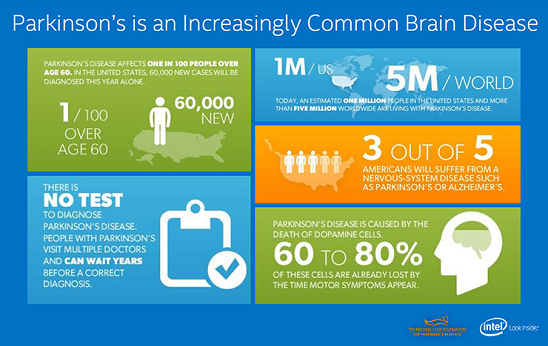 Parkinson's is an Increasingly Common Brain Disease
PARKINSON'S DISEASE AFFECTS ONE IN 100 PEOPLE OVER
AGE 60. IN THE UNITED STATES, 60,000 NEW CASES WILL BE
DIAGNOSED THIS YEAR ALONE.
1/100
OVER
AGE 60
60,000
NEW
1M/US
5M/WORLD
TODAY, AN ESTIMATED ONE MILLION PEOPLE IN THE UNITED STATES AND MORE
THAN FIVE MILLION WORLDWIDE ARE LIVING WITH PARKINSON'S DISEASE.
3 OUT OF 5
AMERICANS WILL SUFFER FROM A
NERVOUS-SYSTEM DISEASE SUCH
AS PARKINSON'S OR ALZHEIMER'S.
THERE IS
NO TEST
TO DIAGNOSE
PARKINSON'S DISEASE.
PEOPLE WITH PARKINSON'S
VISIT MULTIPLE DOCTORS
AND CAN WAIT YEARS
BEFORE A CORRECT
DIAGNOSIS.
PARKINSON'S DISEASE IS CAUSED BY THE
DEATH OF DOPAMINE CELLS.
60 TO 80%
OF THESE CELLS ARE ALREADY LOST BY
THE TIME MOTOR SYMPTOMS APPEAR.
THE MICHAEL J. FOX FOUNDATION
FOR PARKINSON'S RESEARCH
intel Look Inside.